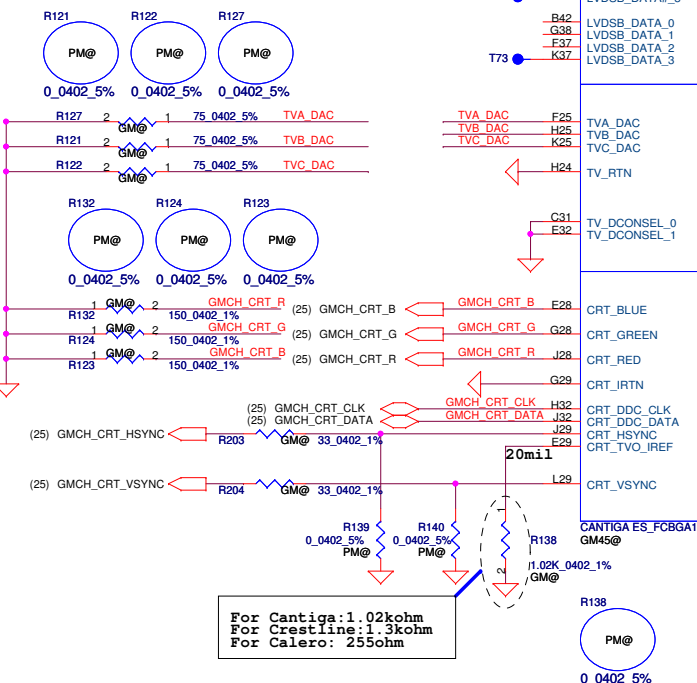 LVDSB_DATA#_3
R121
R122
R127
PM@
PM@
PM@
0_0402_5%
0_0402_5%
0_0402_5%
B42 LVDSB_DATA_0
G38 LVDSB_DATA_1
F37 LVDSB_DATA_2
T73 K37 LVDSB_DATA_3
R127 2 GM@ 1 75_0402_5% TVA_DAC
R121 2 GM@ 1 75_0402_5% TVB_DAC
R122 2 GM@ 1 75_0402_5% TVC_DAC
TVA_DAC F25 TVA_DAC
TVB_DAC H25 TVB_DAC
TVC_DAC K25 TVC_DAC
H24 TV_RTN
C31 TV_DCONSEL_0
E32 TV_DCONSEL_1
R132
R124
R123
PM@
PM@
PM@
0_0402_5%
0_0402_5%
0_0402_5%
R132 1 GM@ 2 150_0402_1% GMCH_CRT_R
R124 1 GM@ 2 150_0402_1% GMCH_CRT_G
R123 1 GM@ 2 150_0402_1% GMCH_CRT_B
(25) GMCH_CRT_B GMCH_CRT_B E28 CRT_BLUE
(25) GMCH_CRT_G GMCH_CRT_G G28 CRT_GREEN
(25) GMCH_CRT_R GMCH_CRT_R J28 CRT_RED
G29 CRT_IRTN
(25) GMCH_CRT_CLK GMCH_CRT_CLK H32 CRT_DDC_CLK
(25) GMCH_CRT_DATA GMCH_CRT_DATA J32 CRT_DDC_DATA
(25) GMCH_CRT_HSYNC R203 GM@ 33_0402_1% J29 CRT_HSYNC
E29 CRT_TVO_IREF
20mil
(25) GMCH_CRT_VSYNC R204 GM@ 33_0402_1% L29 CRT_VSYNC
R139
0_0402_5%
PM@
R140
0_0402_5%
PM@
1
2
R138
1.02K_0402_1%
GM@
CANTIGA ES_FCBGA1
GM45@
For Cantiga:1.02kohm
For Crestline:1.3kohm
For Calero: 255ohm
R138
PM@
0_0402_5%